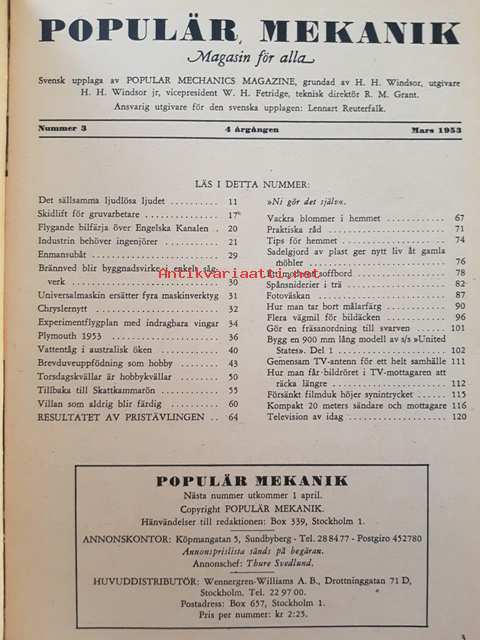 POPULÄR MEKANIK
Magasin för alla
Svensk upplaga av POPULAR MECHANICS MAGAZINE, grundad av H. H. Windsor, utgivare
H. H. Windsor jr, vicepresident W. H. Fetridge, teknisk direktör R. M. Grant.
Ansvarig utgivare för den svenska upplagen: Lennart Reuterfalk.
Nummer 3 4 årgången Mars 1953
LÄS I DETTA NUMMER:
Det sällsamma ljudlösa ljudet 11
Skidlift för gruvarbetare 17
Flygande bilfärja över Engelska Kanalen 20
Industrin behöver ingenjörer 21
Enmansubåt 29
Brännved blir byggnadsvirke enkelt såg-
verk 30
Universalmaskin ersätter fyra maskinverktyg 31
Chryslernytt 32
Experimentflygplan med indragbara vingar 34
Plymouth 1953 36
Vattentåg i australisk öken 40
Brevduveuppfödning som hobby 43
Torsdagskvällar är hobbykvällar 50
Tillbaka till Skattkammarön 55
Villan som aldrig blir färdig 60
RESULTATET AV PRISTÄVLINGEN 64
»Ni gör det själv».
Vackra blommer i hemmet 67
Praktiska råd 71
Tips för hemmet 74
Sadelgjord av plast ger nytt liv åt gamla
möbler 76
soffbord 78
Spånsniderier i trä 82
Fotoväskan 87
Hur man tar bort målarfärg 90
Flera vägmil för bildäcken 96
Gör en fräsanordning till svarven 101
Bygg en 900 mm lång modell av s/s »United
States». Del 1 102
Gemensam TV-antenn för ett helt samhälle 111
Hur man får bildröret i TV-mottagaren att
räcka längre 112
Försänkt filmduk höjer synintrycket 115
Kompakt 20 meters sändare och mottagare 116
Television av idag 120
Antikvariaatti.net
POPULÄR MEKANIK
Nästa nummer utkommer 1 april.
Copyright POPULÄR MEKANIK.
Hänvändelser till redaktionen: Box 339, Stockholm 1.
ANNONSKONTOR: Köpmangatan 5, Sundbyberg - Tel. 28 84 77 - Postgiro 452780
Annonsprislista sänds på begäran.
Annonschef: Thure Svedlund.
HUVUDDISTRIBUTÖR: Wennergren-Williams A. B., Drottninggatan 71 D,
Stockholm. Tel. 22 97 00.
Postadress: Box 657, Stockholm 1.
Pris per nummer: kr 2:25.